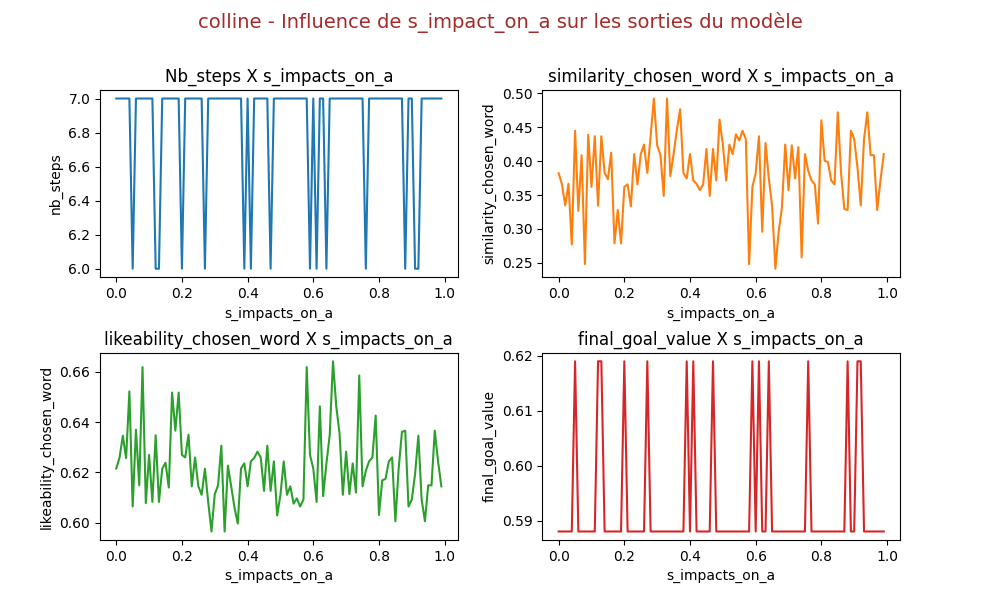 colline - Influence de s_impact_on_a sur les sorties du modèle
Nb_steps X s_impacts_on_a
7.0
6.8
6.6
6.4
6.2
6.0
nb_steps
0.0 0.2 0.4 0.6 0.8 1.0
s_impacts_on_a
similarity_chosen_word X s_impacts_on_a
0.50
0.45
0.40
0.35
0.30
0.25
similarity_chosen_word
0.0 0.2 0.4 0.6 0.8 1.0
s_impacts_on_a
likeability_chosen_word X s_impacts_on_a
0.66
0.64
0.62
0.60
likeability_chosen_word
0.0 0.2 0.4 0.6 0.8 1.0
s_impacts_on_a
final_goal_value X s_impacts_on_a
0.62
0.61
0.60
0.59
final_goal_value
0.0 0.2 0.4 0.6 0.8 1.0
s_impacts_on_a